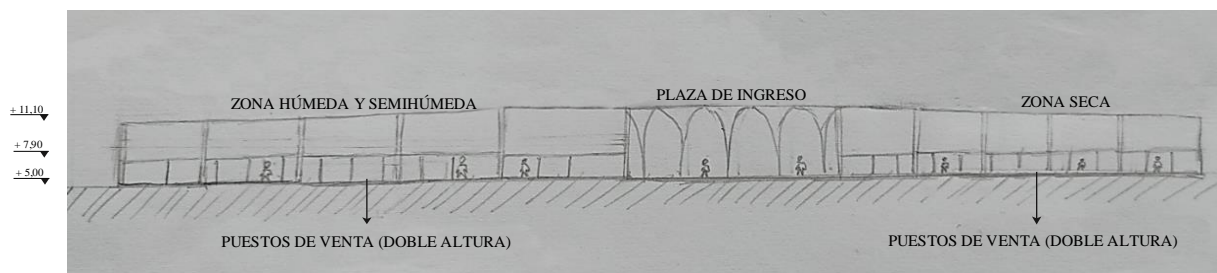 ZONA HÚMEDA Y SEMIHÚMEDA
PLAZA DE INGRESO
ZONA SECA
+ 11,10
+ 7,90
+ 5,00
PUESTOS DE VENTA (DOBLE ALTURA)
PUESTOS DE VENTA (DOBLE ALTURA)